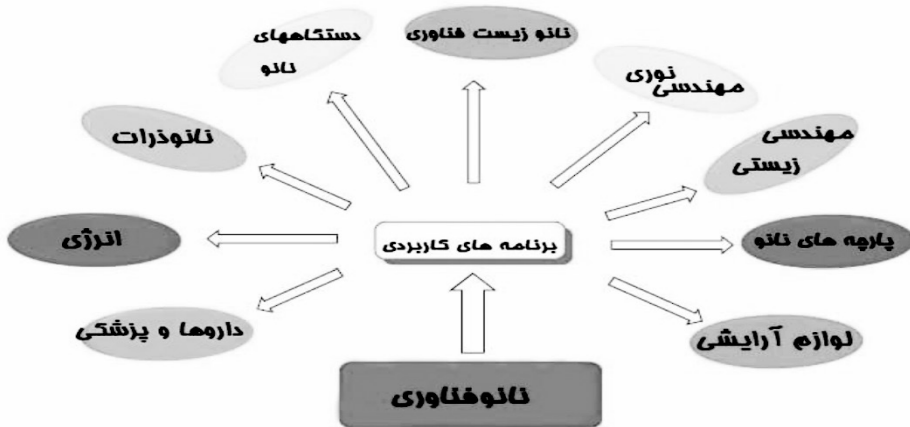 نانو زیست فناوری
دستگاههای
نانو
مهندسی نوری
نانوذرات
مهندسی
زیستی
انرژی
برنامه های کاربردی
پارچه های نانو
داروها و پزشکی
لوازم آرایشی
نانوفناوری